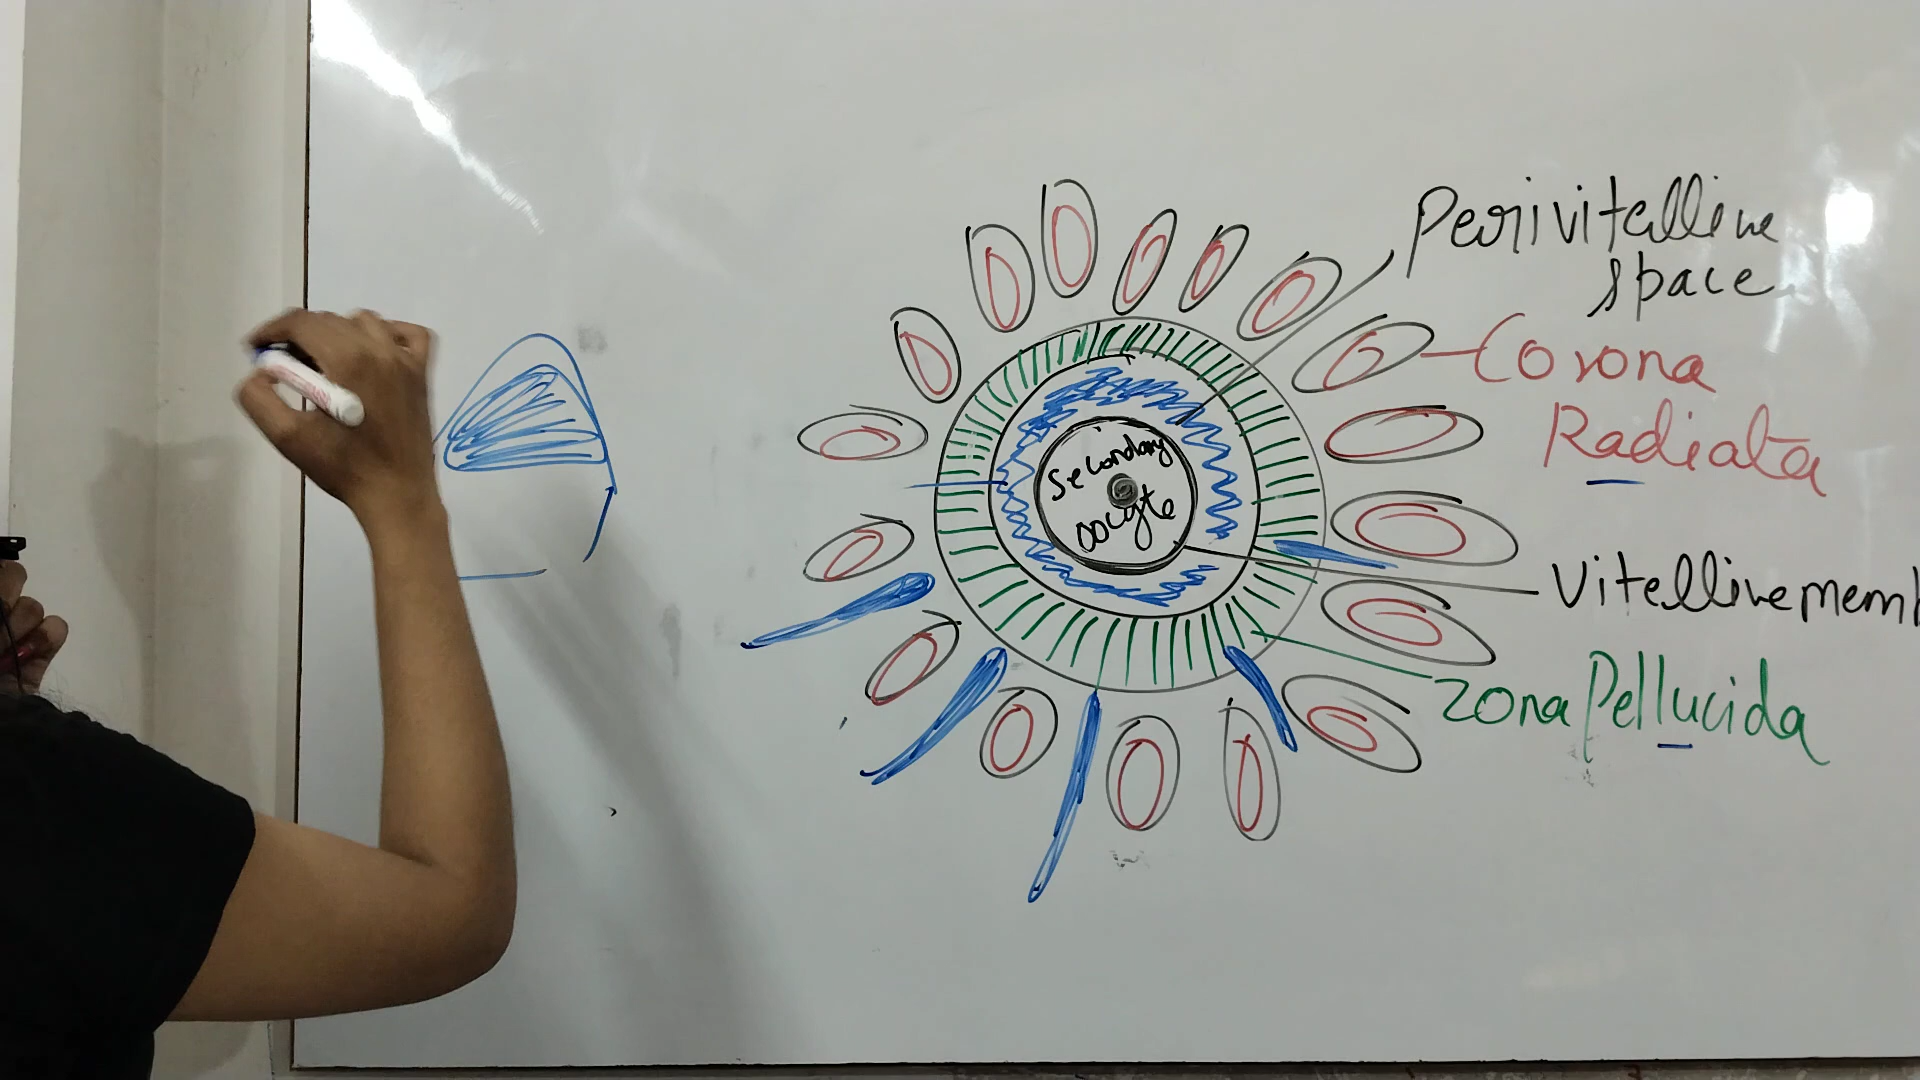 Perivitelline
space
Corona
Radiata
Secondary
oocyte
Vitelline memb
Zona Pellucida